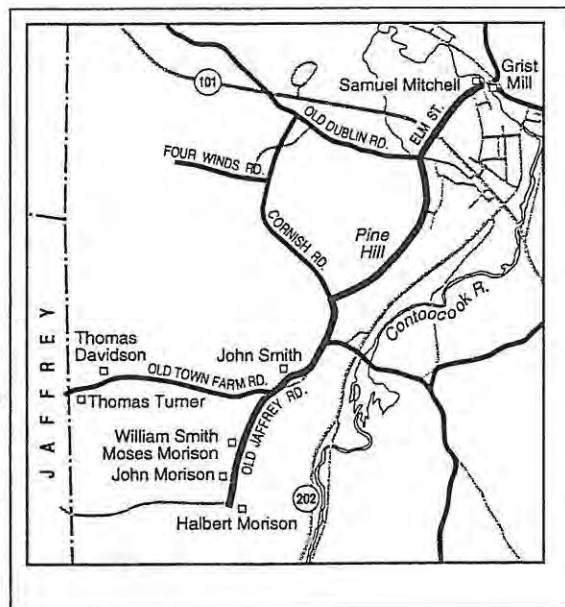 Samuel Mitchell
Grist
Mill
101
OLD DUBLIN RD.
ELM ST.
FOUR WINDS RD.
CORNISH RD.
Pine
Hill
Contoocook R.
JAFFREY
Thomas
Davidson
John Smith
OLD TOWN FARM RD.
Thomas Turner
OLD JAFFREY RD.
William Smith
Moses Morison
John Morison
202
Halbert Morison